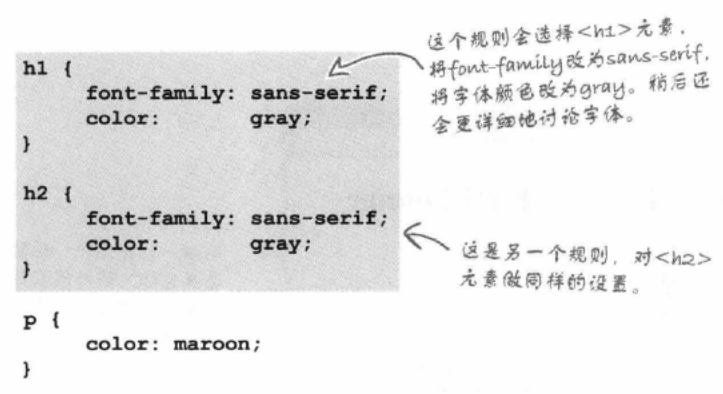 h1 {
font-family: sans-serif;
color: gray;
}
h2 {
font-family: sans-serif;
color: gray;
}
p {
color: maroon;
}
这个规则会选择<h1>元素,
将font-family改为sans-serif,
将字体颜色改为gray。稍后还
会更详细地讨论字体。
这是另一个规则, 对<h2>
元素做同样的设置。